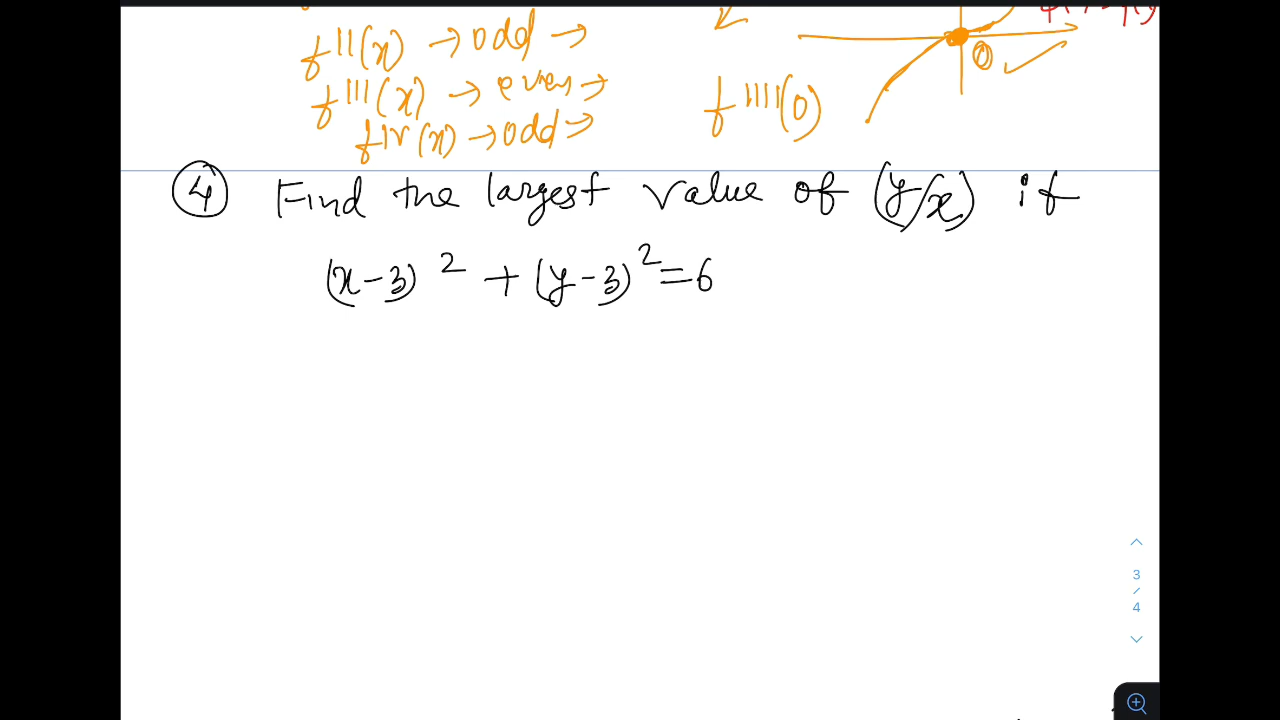 f''(x) → odd →
f'''(x) → even →
fiv(x) → odd →
f''''(0)
0
④ Find the largest value of (y/x) if
(x-3)² + (y-3)² = 6
3
/
4